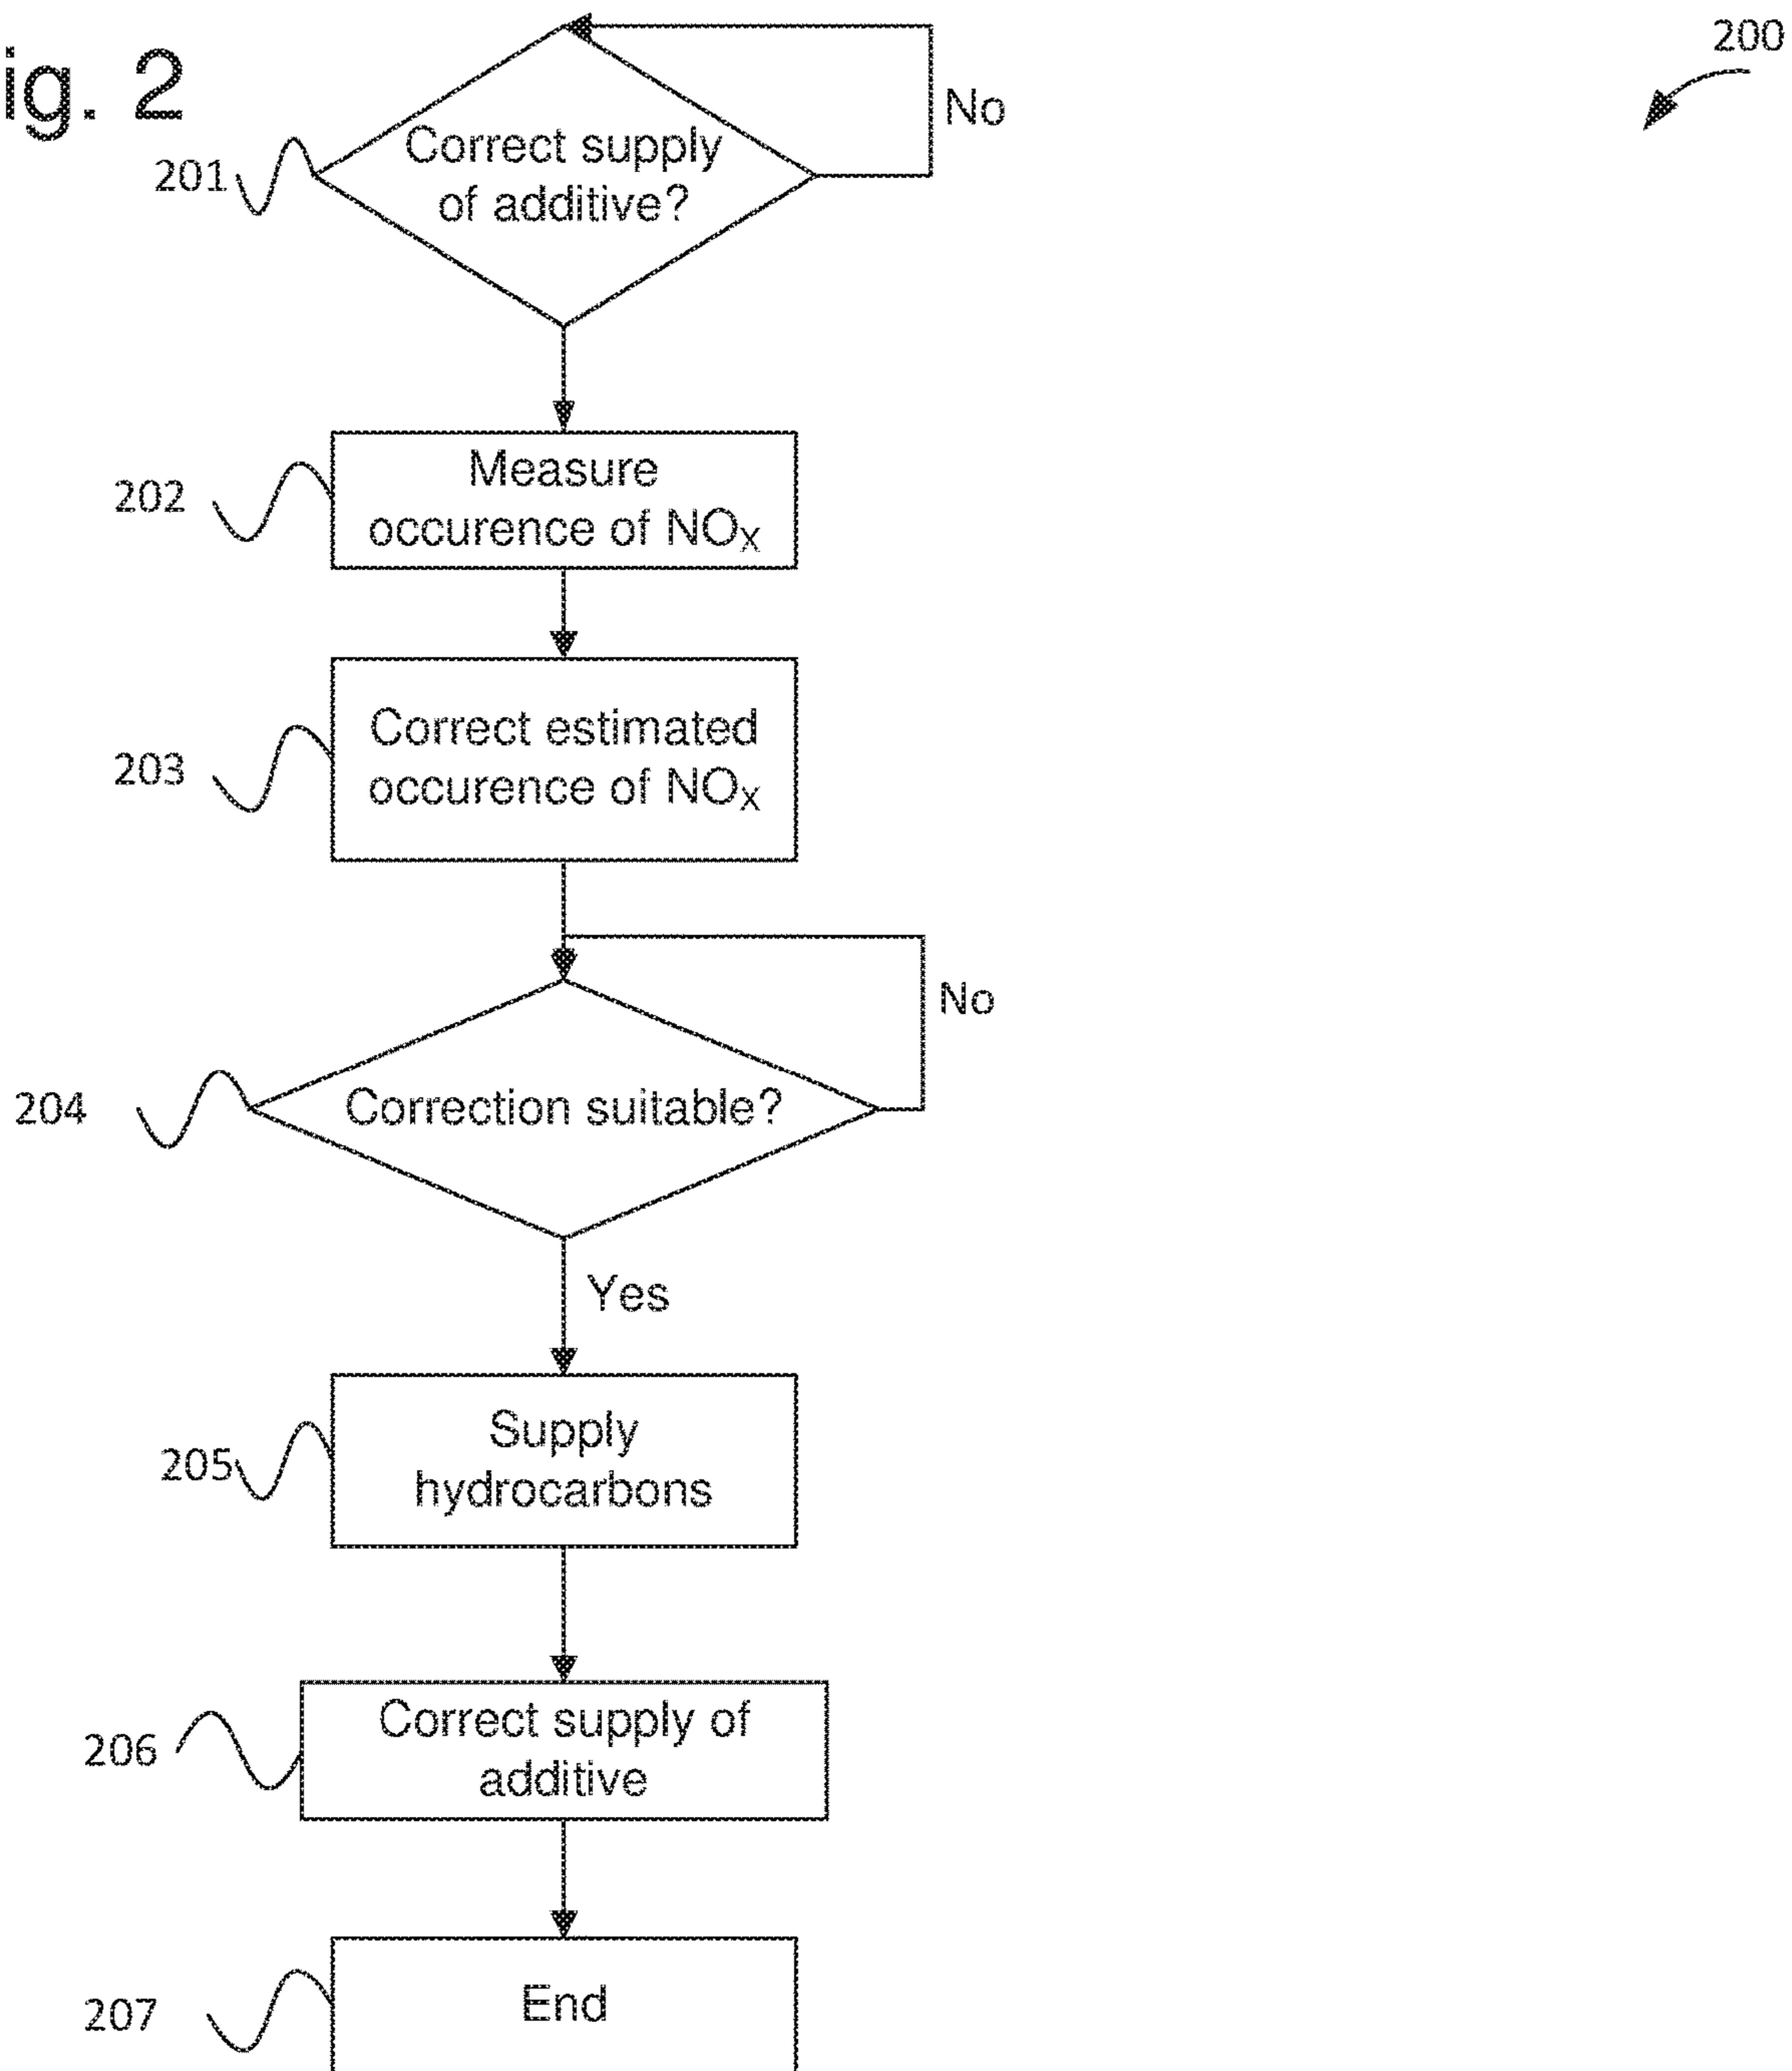 ig. 2
200
No
201
Correct supply
of additive?
202
Measure
occurence of NOX
203
Correct estimated
occurence of NOX
No
204
Correction suitable?
Yes
205
Supply
hydrocarbons
206
Correct supply of
additive
207
End